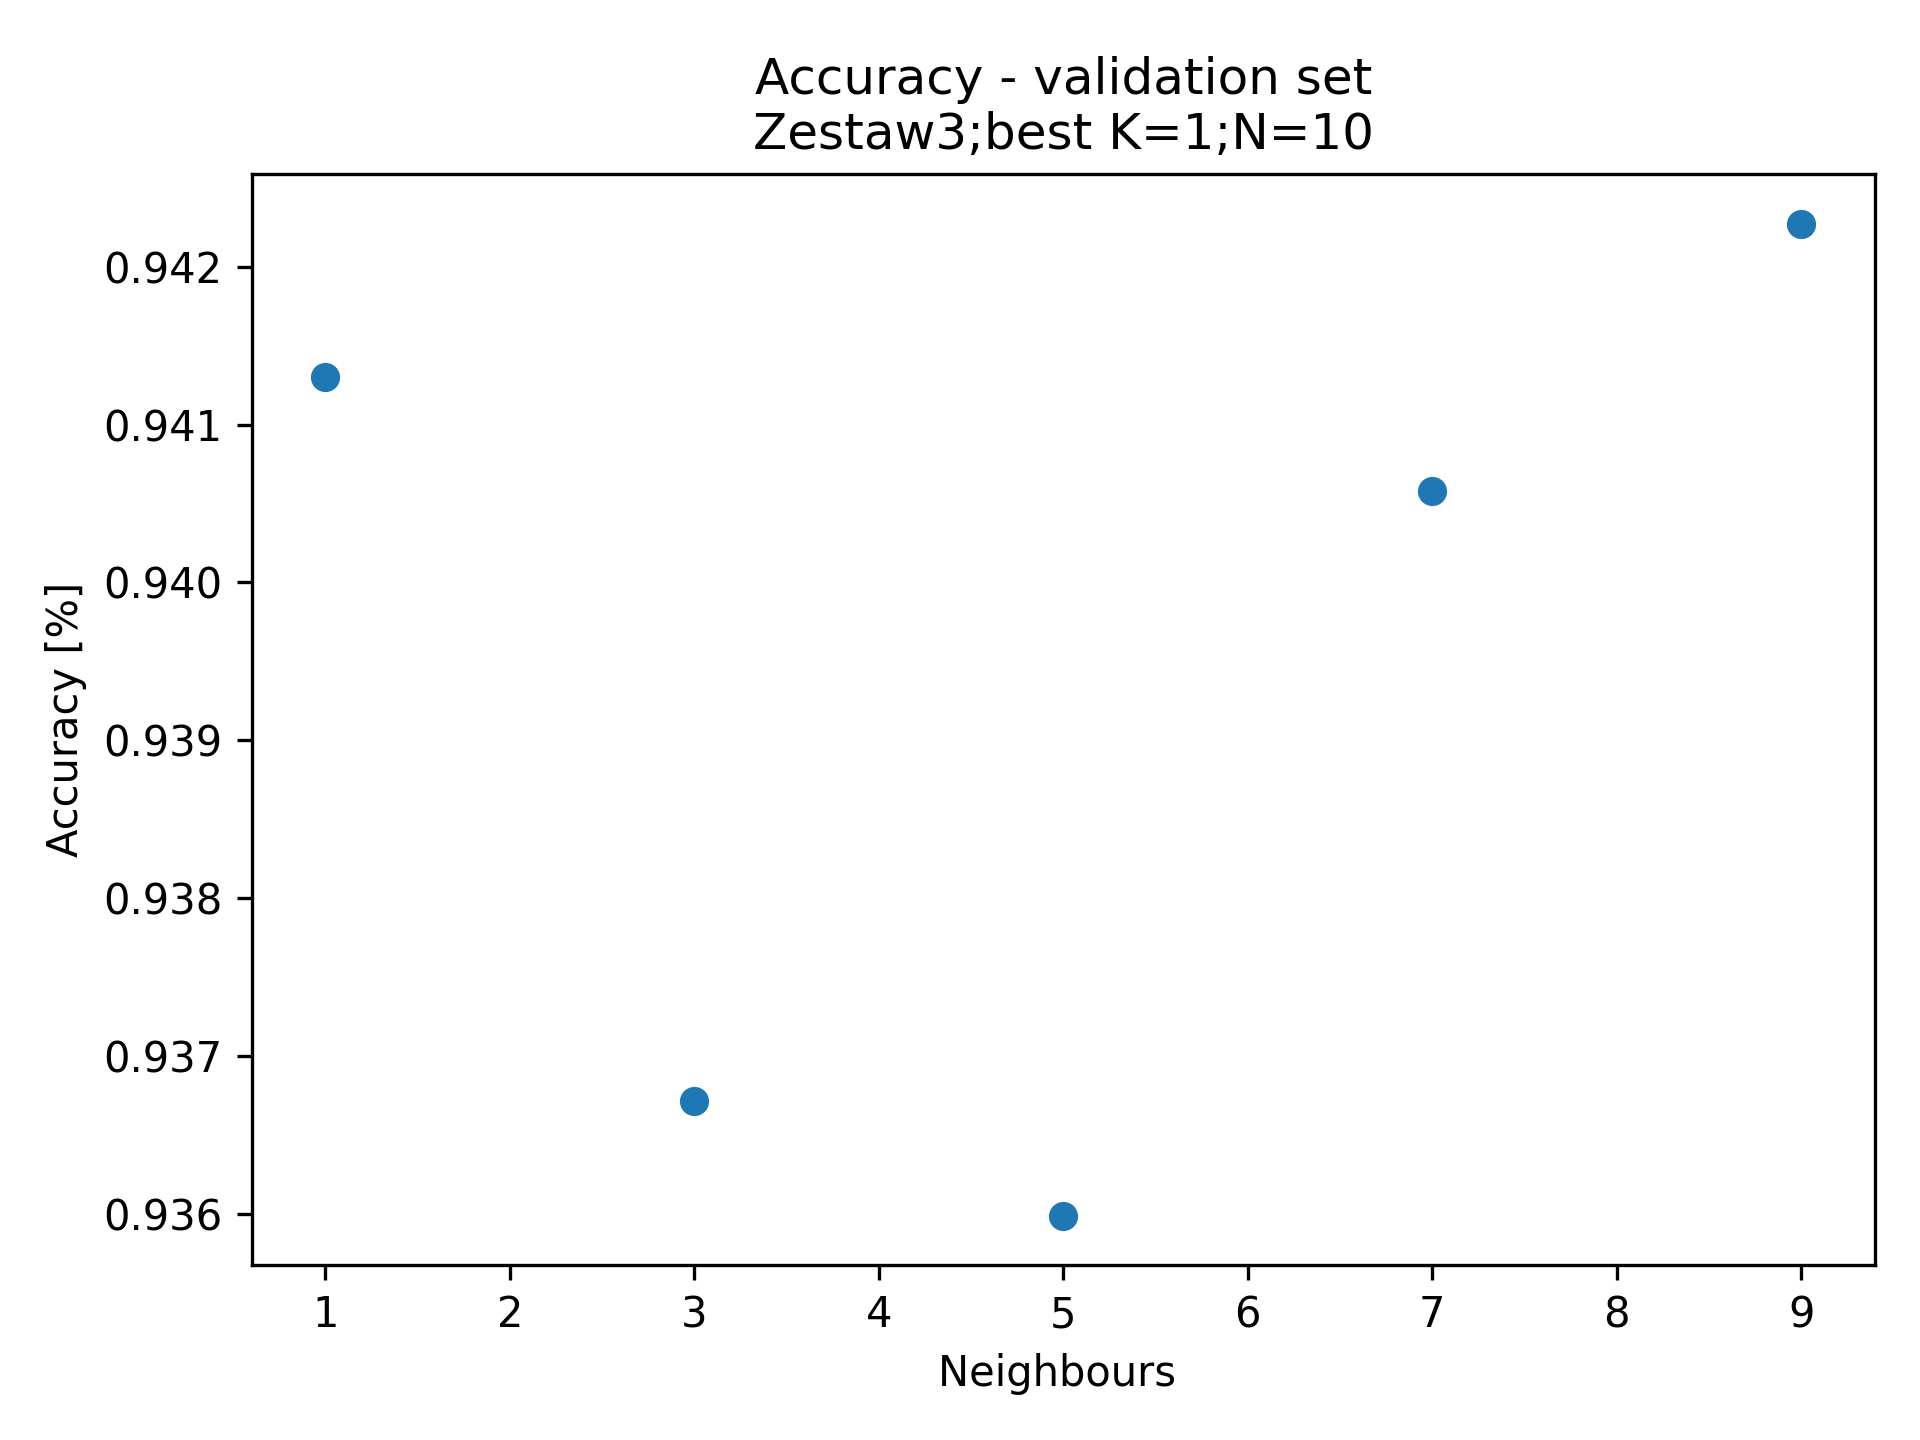 Accuracy - validation set
Zestaw3;best K=1;N=10
Accuracy [%]
0.942
0.941
0.940
0.939
0.938
0.937
0.936
1 2 3 4 5 6 7 8 9
Neighbours